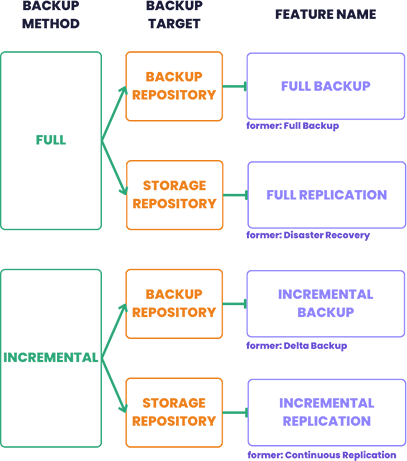 BACKUP
METHOD
BACKUP
TARGET
FEATURE NAME
FULL
BACKUP
REPOSITORY
FULL BACKUP
former: Full Backup
STORAGE
REPOSITORY
FULL REPLICATION
former: Disaster Recovery
INCREMENTAL
BACKUP
REPOSITORY
INCREMENTAL
BACKUP
former: Delta Backup
STORAGE
REPOSITORY
INCREMENTAL
REPLICATION
former: Continuous Replication